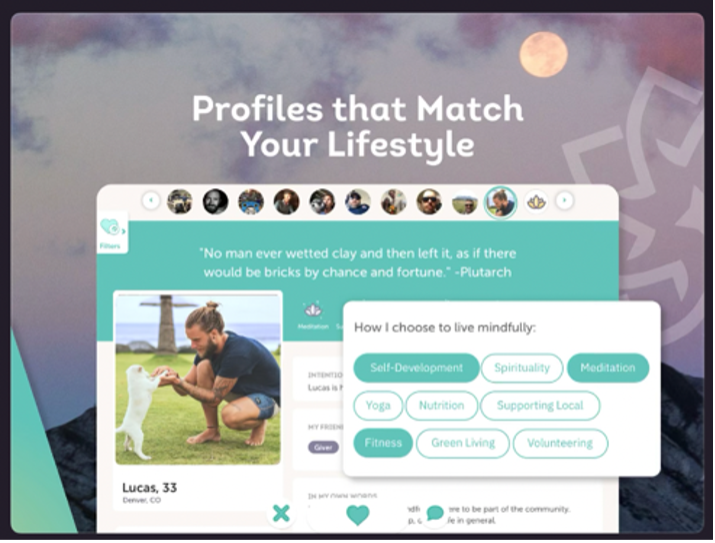 Profiles that Match
Your Lifestyle
Filters
"No man ever wetted clay and then left it, as if there
would be bricks by chance and fortune." -Plutarch
Meditation
How I choose to live mindfully:
Self-Development Spirituality Meditation
Yoga Nutrition Supporting Local
Fitness Green Living Volunteering
INTENTIO
Lucas is
MY FRIEN
Giver
Lucas, 33
Denver, CO
IN MY OWN WORDS
ere to be part of the community.
fe in general.